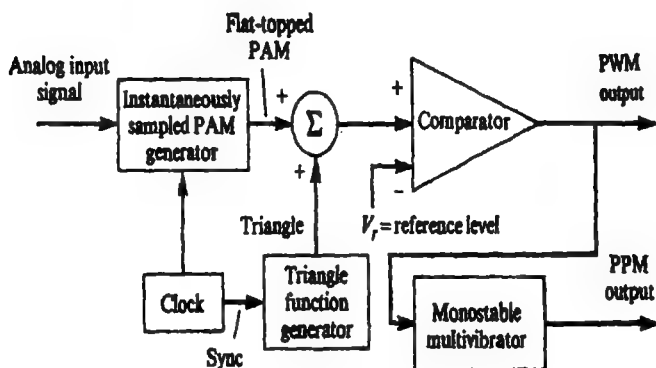 Flat-topped
PAM
Analog input
signal
PWM
output
Instantaneously
sampled PAM
generator
+
Σ
+
+
Comparator
−
Triangle
V_r = reference level
Clock
Sync
Triangle
function
generator
Monostable
multivibrator
PPM
output